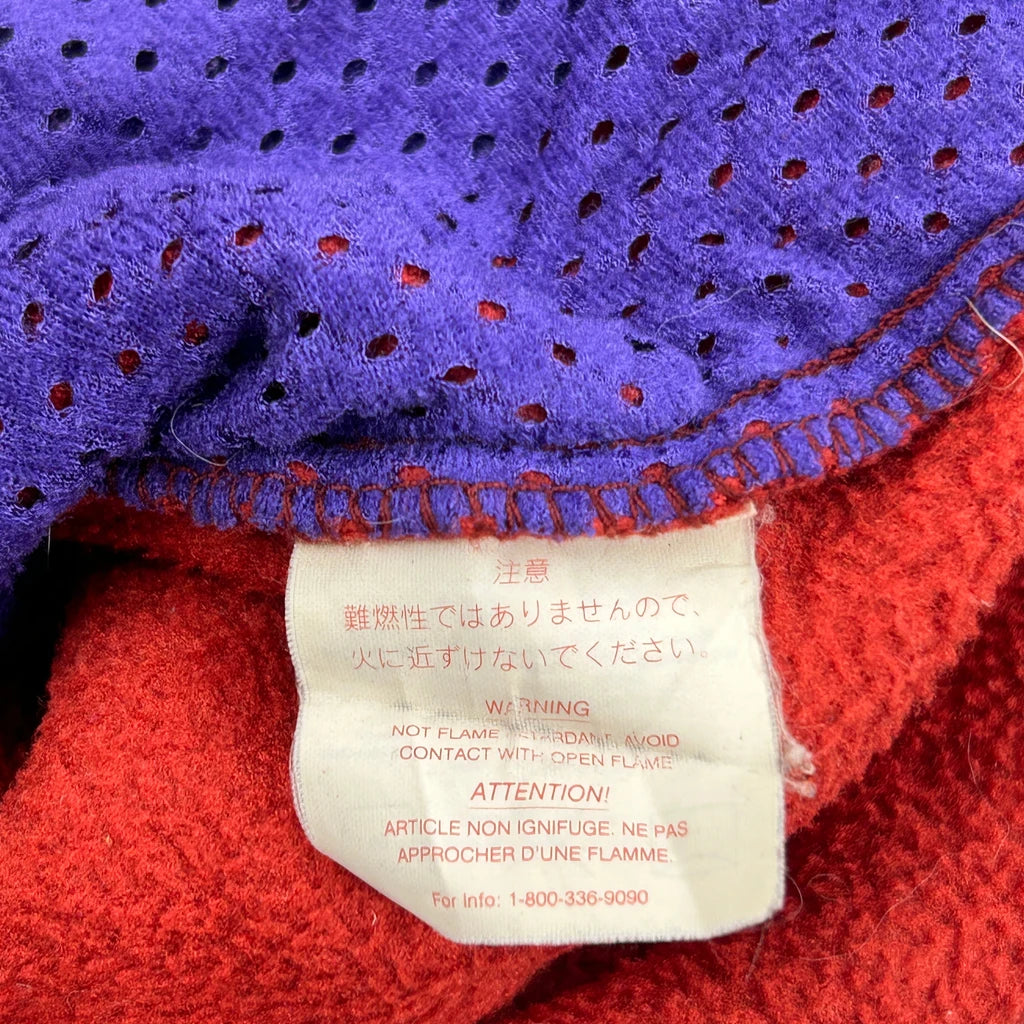 注意
難燃性ではありませんので、
火に近ずけないでください。
WARNING
NOT FLAME RETARDANT. AVOID
CONTACT WITH OPEN FLAME
ATTENTION!
ARTICLE NON IGNIFUGE. NE PAS
APPROCHER D'UNE FLAMME.
For Info: 1-800-336-9090